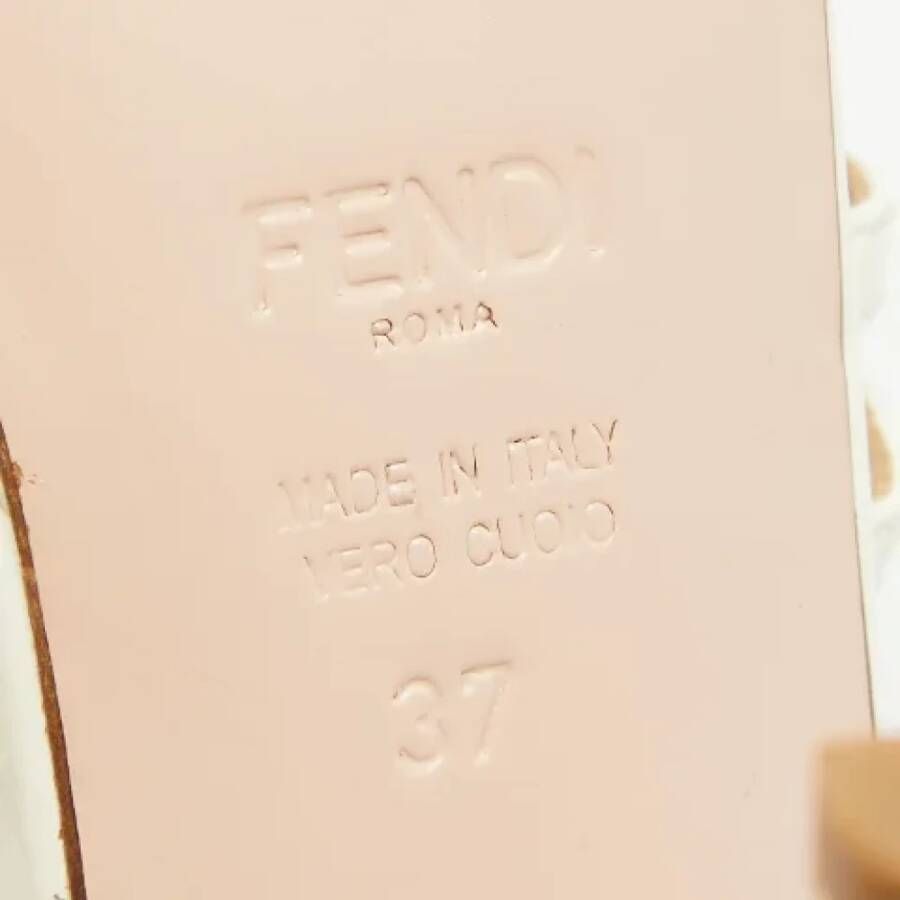 FENDI
ROMA
MADE IN ITALY
VERO CUOIO
37